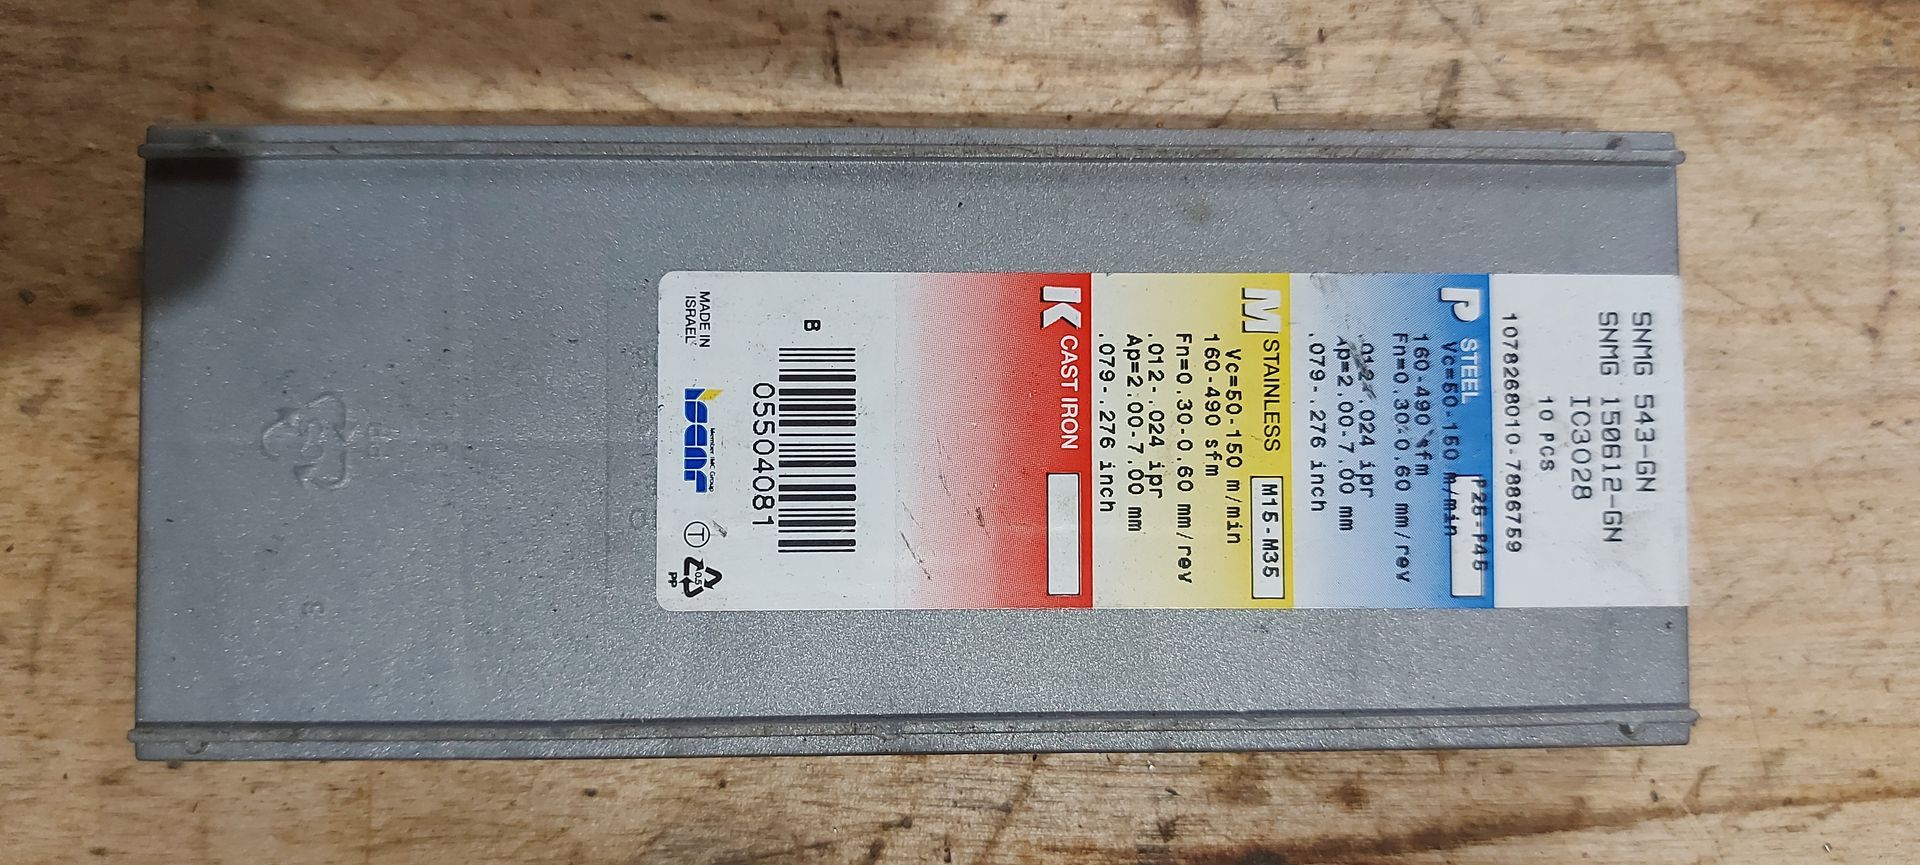 SNMG 543-GN
SNMG 150612-GN
IC3028
10 PCS
1078268010-7886759
P STEEL P25-P45
Vc=50-150 m/min
160-490 sfm
Fn=0.30-0.60 mm/rev
.012-.024 ipr
Ap=2.00-7.00 mm
.079-.276 inch
M STAINLESS M15-M35
Vc=50-150 m/min
160-490 sfm
Fn=0.30-0.60 mm/rev
.012-.024 ipr
Ap=2.00-7.00 mm
.079-.276 inch
K CAST IRON
B
05504081
MADE IN
ISRAEL
Member IMC Group
iscar
T
05
PP